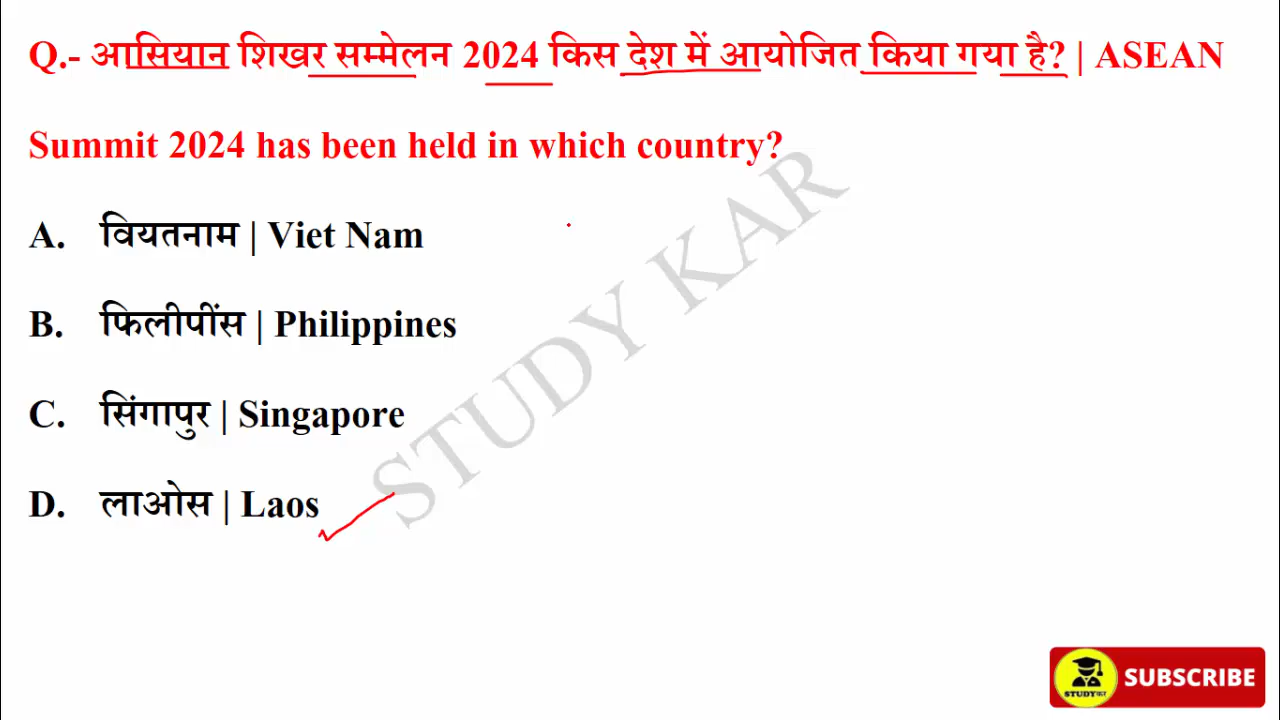 Q.- आसियान शिखर सम्मेलन 2024 किस देश में आयोजित किया गया है? | ASEAN
Summit 2024 has been held in which country?
A. वियतनाम | Viet Nam
B. फिलीपींस | Philippines
C. सिंगापुर | Singapore
D. लाओस | Laos
STUDY KAR
SUBSCRIBE
STUDYकर